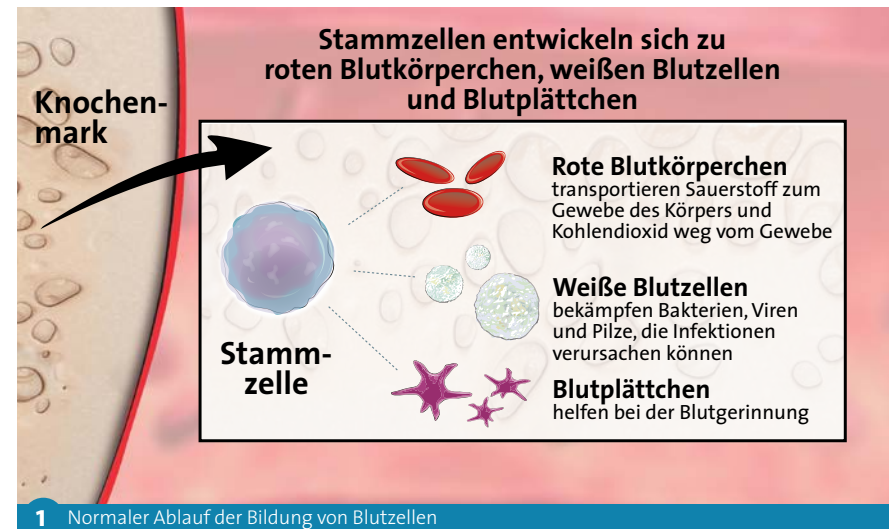 Stammzellen entwickeln sich zu
roten Blutkörperchen, weißen Blutzellen
und Blutplättchen
Knochen-
mark
Rote Blutkörperchen
transportieren Sauerstoff zum
Gewebe des Körpers und
Kohlendioxid weg vom Gewebe
Weiße Blutzellen
bekämpfen Bakterien, Viren
und Pilze, die Infektionen
verursachen können
Stamm-
zelle
Blutplättchen
helfen bei der Blutgerinnung
1 Normaler Ablauf der Bildung von Blutzellen